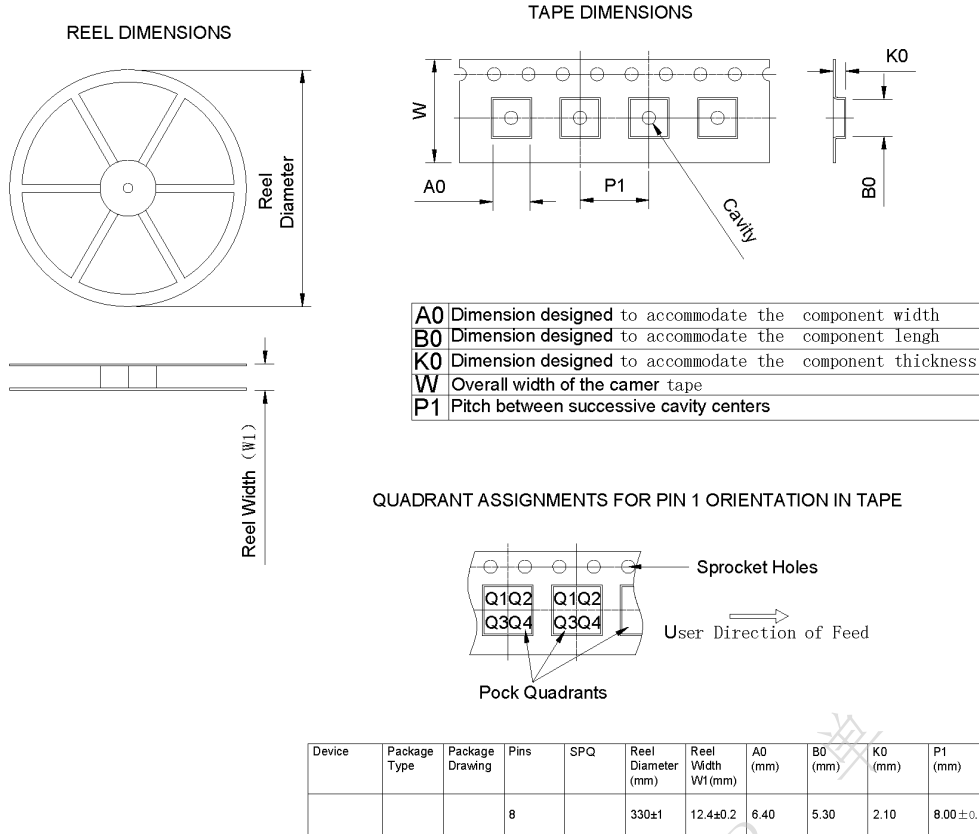 REEL DIMENSIONS
TAPE DIMENSIONS
Reel
Diameter
Reel Width (W1)
W
A0
P1
Cavity
K0
B0
A0 Dimension designed to accommodate the component width
B0 Dimension designed to accommodate the component lengh
K0 Dimension designed to accommodate the component thickness
W Overall width of the camer tape
P1 Pitch between successive cavity centers
QUADRANT ASSIGNMENTS FOR PIN 1 ORIENTATION IN TAPE
Sprocket Holes
Q1Q2 Q1Q2
Q3Q4 Q3Q4
User Direction of Feed
Pock Quadrants
Device Package Package Pins SPQ Reel Reel A0 B0 K0 P1
Type Drawing Diameter Width (mm) (mm) (mm) (mm)
(mm) W1(mm)
8 330±1 12.4±0.2 6.40 5.30 2.10